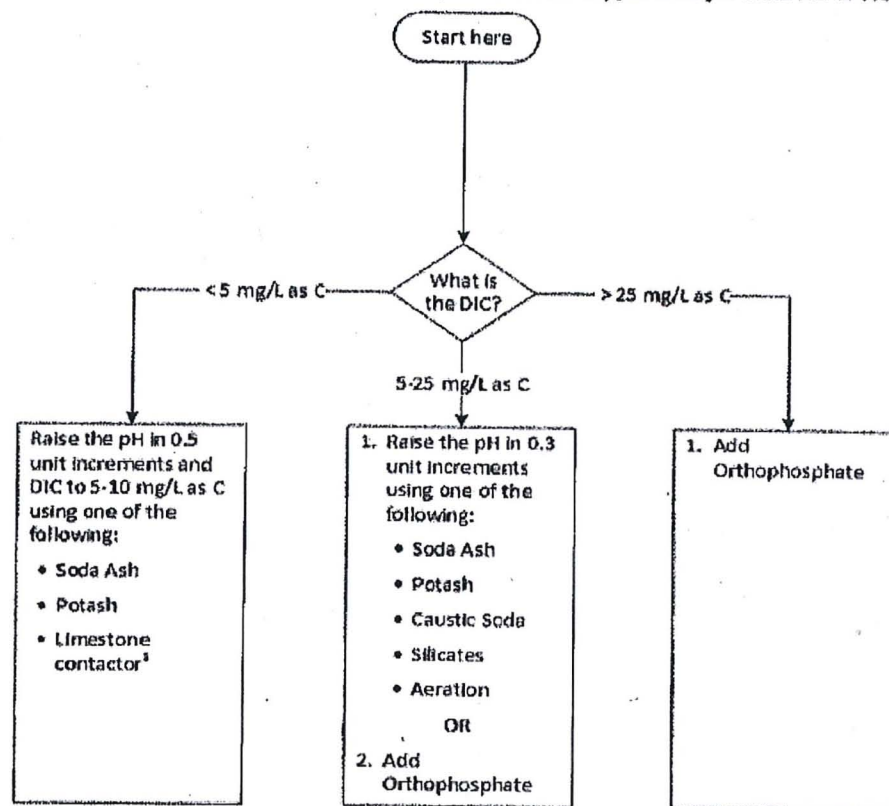 Start here
What is
the DIC?
< 5 mg/L as C
> 25 mg/L as C
5-25 mg/L as C
Raise the pH in 0.5
unit increments and
DIC to 5-10 mg/L as C
using one of the
following:
• Soda Ash
• Potash
• Limestone
contactor
1. Raise the pH in 0.3
unit increments
using one of the
following:
• Soda Ash
• Potash
• Caustic Soda
• Silicates
• Aeration
OR
2. Add
Orthophosphate
1. Add
Orthophosphate